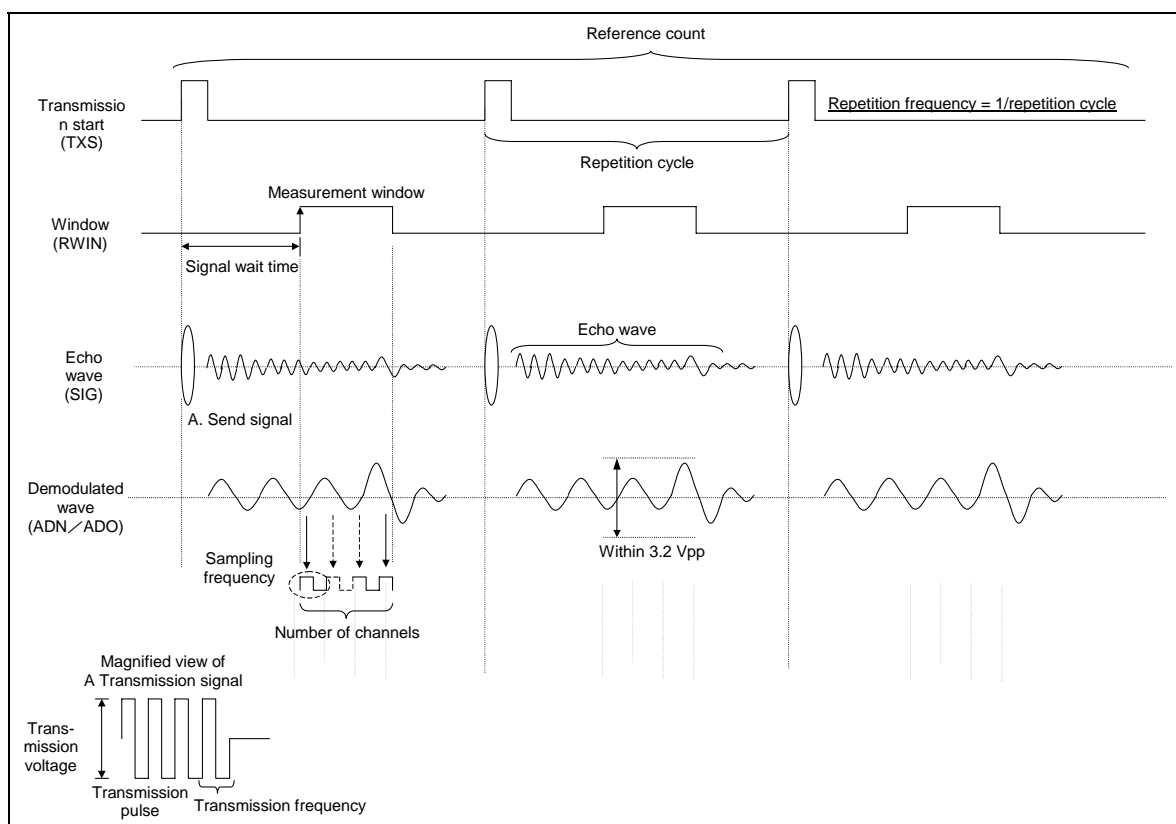 Reference count
Transmissio
n start
(TXS)
Repetition frequency = 1/repetition cycle
Repetition cycle
Measurement window
Window
(RWIN)
Signal wait time
Echo wave
Echo
wave
(SIG)
A. Send signal
Demodulated
wave
(ADN／ADO)
Within 3.2 Vpp
Sampling
frequency
Number of channels
Magnified view of
A Transmission signal
Trans-
mission
voltage
Transmission
pulse
Transmission frequency